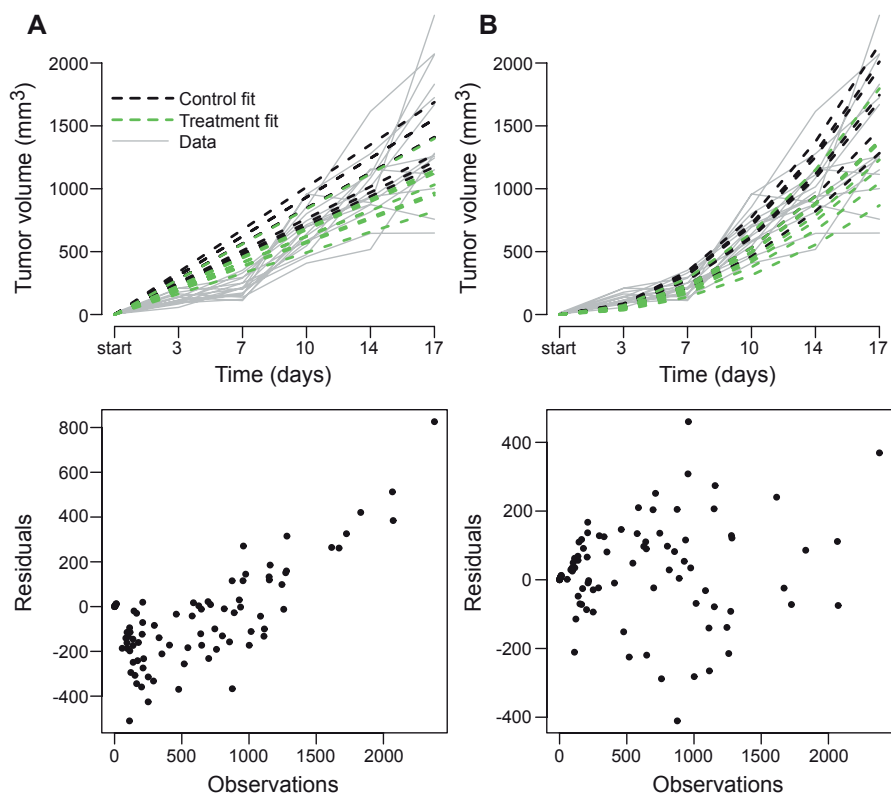 A
Tumor volume (mm³)
2000
1500
1000
500
0
Control fit
Treatment fit
Data
start 3 7 10 14 17
Time (days)
B
Tumor volume (mm³)
2000
1500
1000
500
0
start 3 7 10 14 17
Time (days)
Residuals
800
600
400
200
0
-200
-400
0 500 1000 1500 2000
Observations
Residuals
400
200
0
-200
-400
0 500 1000 1500 2000
Observations